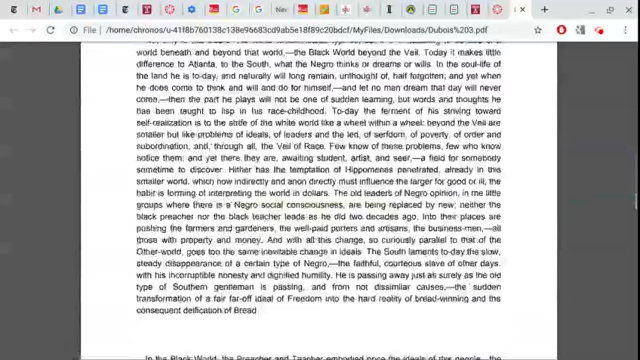 File | /home/chronos/u-41f8b760138c193c96683ad9ab5e18f89c20bdcf/MyFiles/Downloads/Dubois%203.pdf
world beneath and beyond that world,—the Black World beyond the Veil. Today it makes little
difference to Atlanta, to the South, what the Negro thinks or dreams or wills. In the soul-life of
the land he is to-day, and naturally will long remain, unthought of, half forgotten; and yet when
he does come to think and will and do for himself,—and let no man dream that day will never
come,—then the part he plays will not be one of sudden learning, but words and thoughts he
has been taught to lisp in his race-childhood. To-day the ferment of his striving toward
self-realization is to the strife of the white world like a wheel within a wheel: beyond the Veil are
smaller but like problems of ideals, of leaders and the led, of serfdom, of poverty, of order and
subordination, and, through all, the Veil of Race. Few know of these problems, few who know
notice them; and yet there they are, awaiting student, artist, and seer,—a field for somebody
sometime to discover. Hither has the temptation of Hippomenes penetrated; already in this
smaller world, which now indirectly and anon directly must influence the larger for good or ill, the
habit is forming of interpreting the world in dollars. The old leaders of Negro opinion, in the little
groups where there is a Negro social consciousness, are being replaced by new; neither the
black preacher nor the black teacher leads as he did two decades ago. Into their places are
pushing the farmers and gardeners, the well-paid porters and artisans, the business-men,—all
those with property and money. And with all this change, so curiously parallel to that of the
Other-world, goes too the same inevitable change in ideals. The South laments to-day the slow,
steady disappearance of a certain type of Negro,—the faithful, courteous slave of other days,
with his incorruptible honesty and dignified humility. He is passing away just as surely as the old
type of Southern gentleman is passing, and from not dissimilar causes,—the sudden
transformation of a fair far-off ideal of Freedom into the hard reality of bread-winning and the
consequent deification of Bread
In the Black World, the Preacher and Teacher embodied once the ideals of this people, the